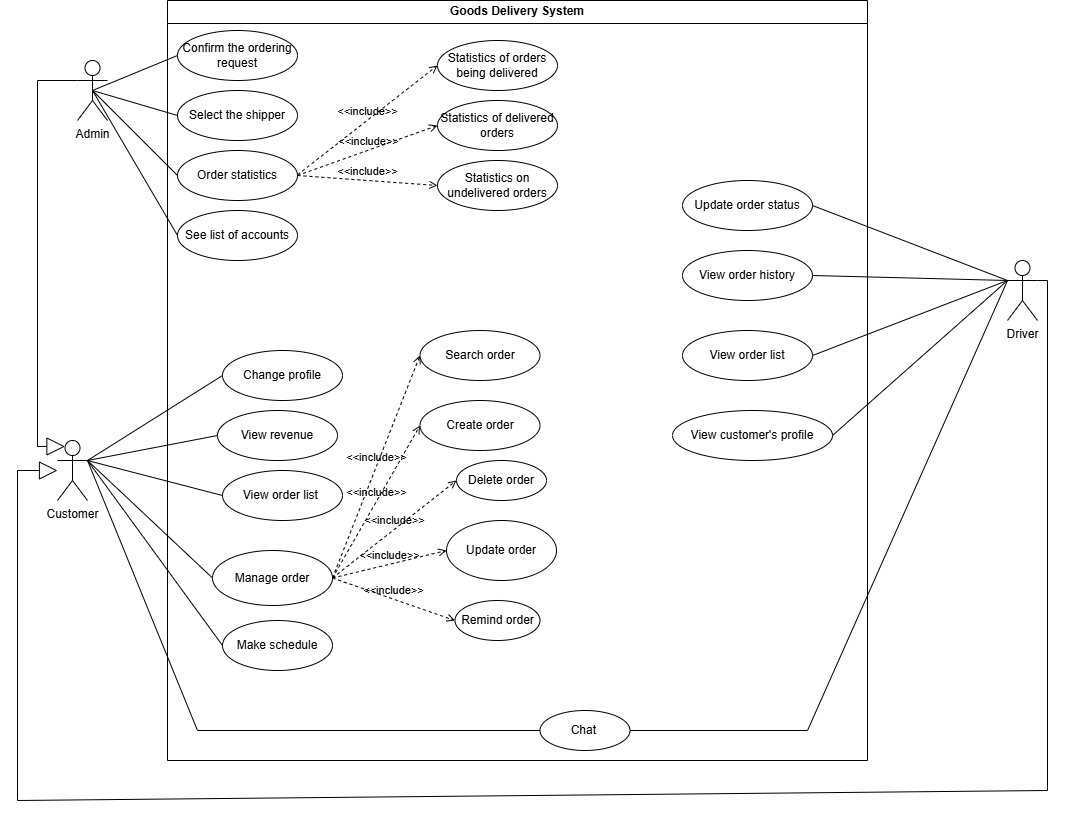 Goods Delivery System
Confirm the ordering
request
Statistics of orders
being delivered
Admin
Select the shipper
<<include>>
Statistics of delivered
orders
<<include>>
Order statistics
<<include>>
Statistics on
undelivered orders
See list of accounts
Update order status
View order history
Driver
Search order
View order list
Change profile
Create order
View revenue
View customer's profile
<<include>>
Delete order
View order list
<<include>>
Customer
<<include>>
Update order
<<include>>
Manage order
<<include>>
Remind order
Make schedule
Chat